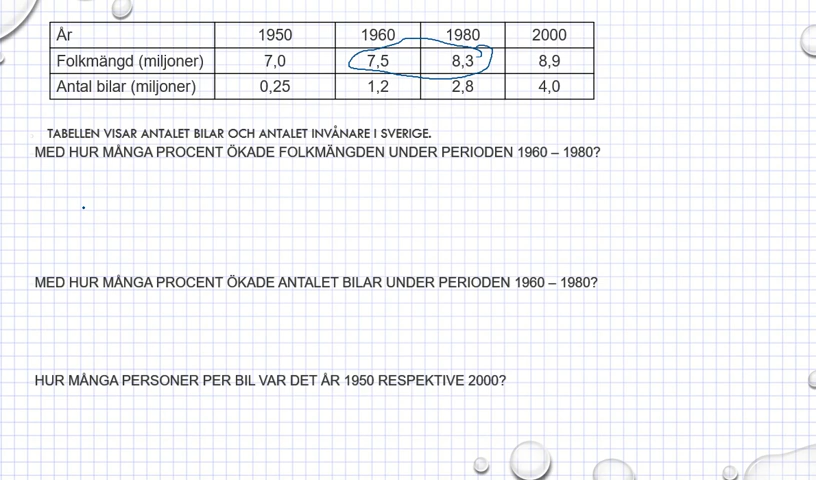 År 1950 1960 1980 2000
Folkmängd (miljoner) 7,0 7,5 8,3 8,9
Antal bilar (miljoner) 0,25 1,2 2,8 4,0
TABELLEN VISAR ANTALET BILAR OCH ANTALET INVÅNARE I SVERIGE.
MED HUR MÅNGA PROCENT ÖKADE FOLKMÄNGDEN UNDER PERIODEN 1960 – 1980?
MED HUR MÅNGA PROCENT ÖKADE ANTALET BILAR UNDER PERIODEN 1960 – 1980?
HUR MÅNGA PERSONER PER BIL VAR DET ÅR 1950 RESPEKTIVE 2000?